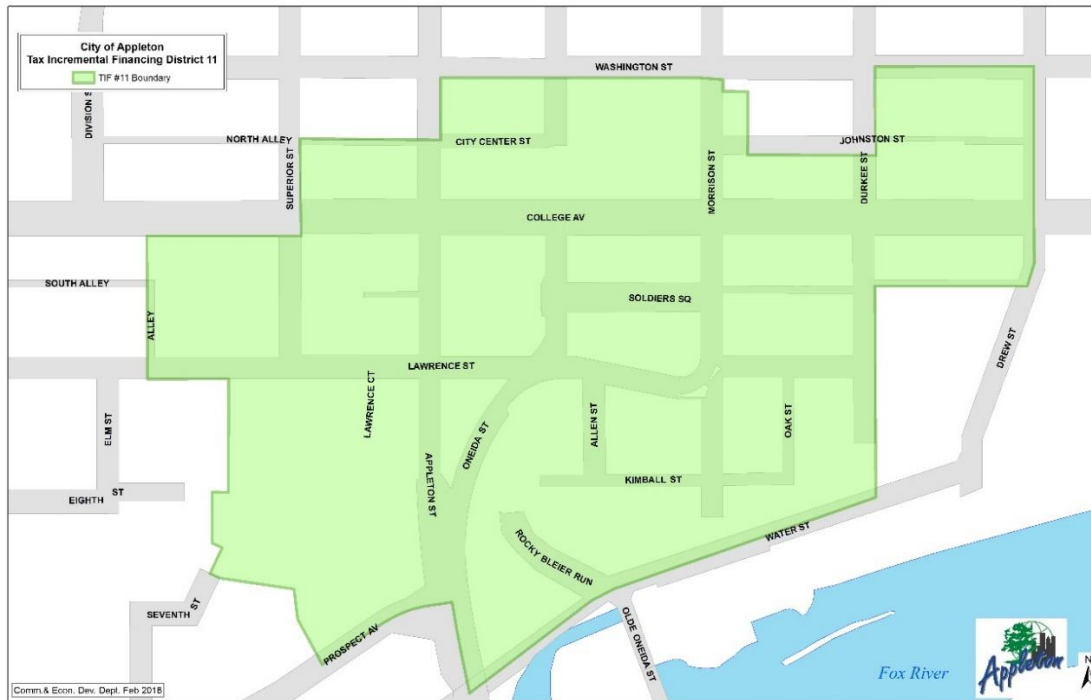 City of Appleton
Tax Incremental Financing District 11
TIF #11 Boundary
WASHINGTON ST
DIVISION ST
NORTH ALLEY
SUPERIOR ST
CITY CENTER ST
MORRISON ST
JOHNSTON ST
DURKEE ST
COLLEGE AV
SOUTH ALLEY
ALLEY
SOLDIERS SQ
DREW ST
LAWRENCE ST
LAWRENCE CT
ELM ST
ONEIDA ST
ALLEN ST
OAK ST
APPLETON ST
KIMBALL ST
EIGHTH ST
WATER ST
ROCKY BLEIER RUN
SEVENTH ST
PROSPECT AV
OLDE ONEIDA ST
Fox River
Appleton
N
Comm.& Econ. Dev. Dept. Feb 2018